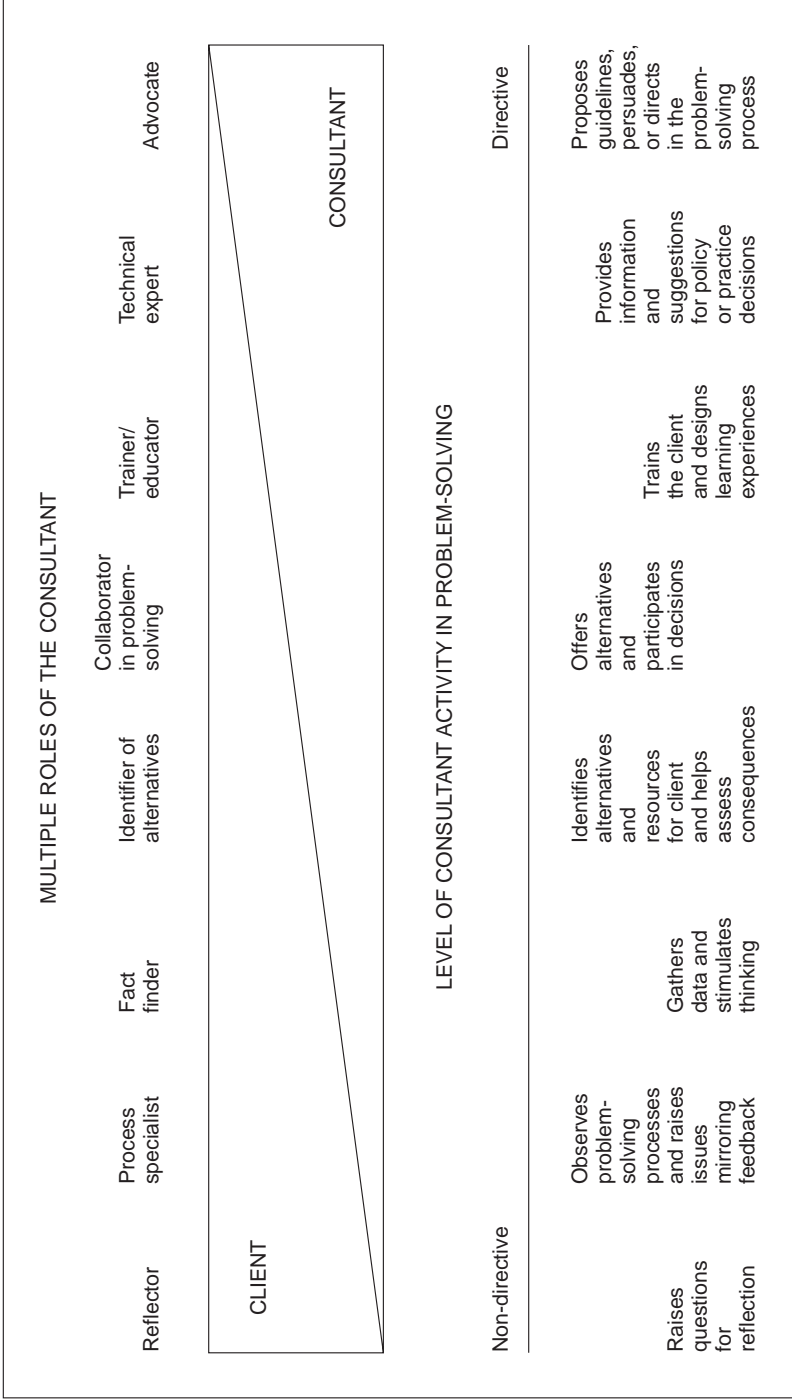 MULTIPLE ROLES OF THE CONSULTANT
Reflector
Process
specialist
Fact
finder
Identifier of
alternatives
Collaborator
in problem-
solving
Trainer/
educator
Technical
expert
Advocate
CLIENT
CONSULTANT
LEVEL OF CONSULTANT ACTIVITY IN PROBLEM-SOLVING
Non-directive
Directive
Raises
questions
for
reflection
Observes
problem-
solving
processes
and raises
issues
mirroring
feedback
Gathers
data and
stimulates
thinking
Identifies
alternatives
and
resources
for client
and helps
assess
consequences
Offers
alternatives
and
participates
in decisions
Trains
the client
and designs
learning
experiences
Provides
information
and
suggestions
for policy
or practice
decisions
Proposes
guidelines,
persuades,
or directs
in the
problem-
solving
process